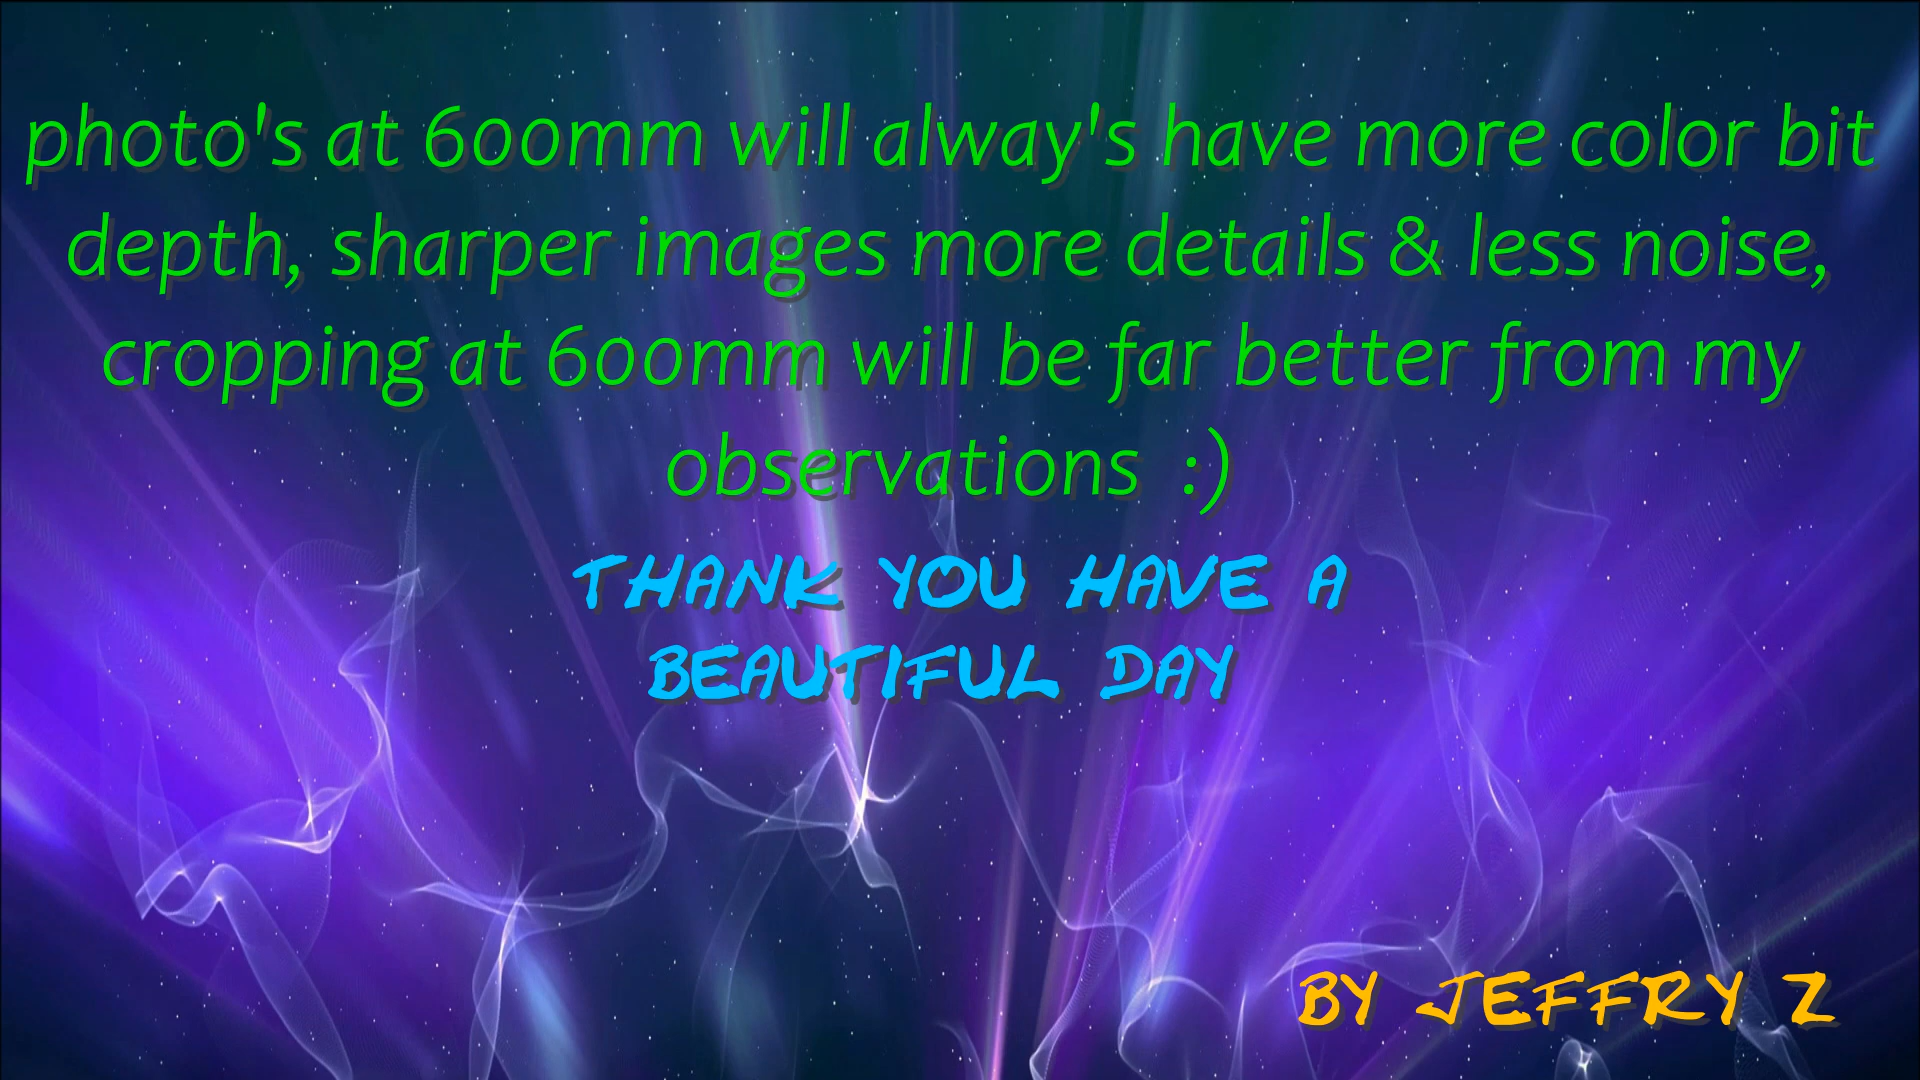 photo's at 600mm will alway's have more color bit
depth, sharper images more details & less noise,
cropping at 600mm will be far better from my
observations :)
THANK YOU HAVE A
BEAUTIFUL DAY
BY JEFFRY Z